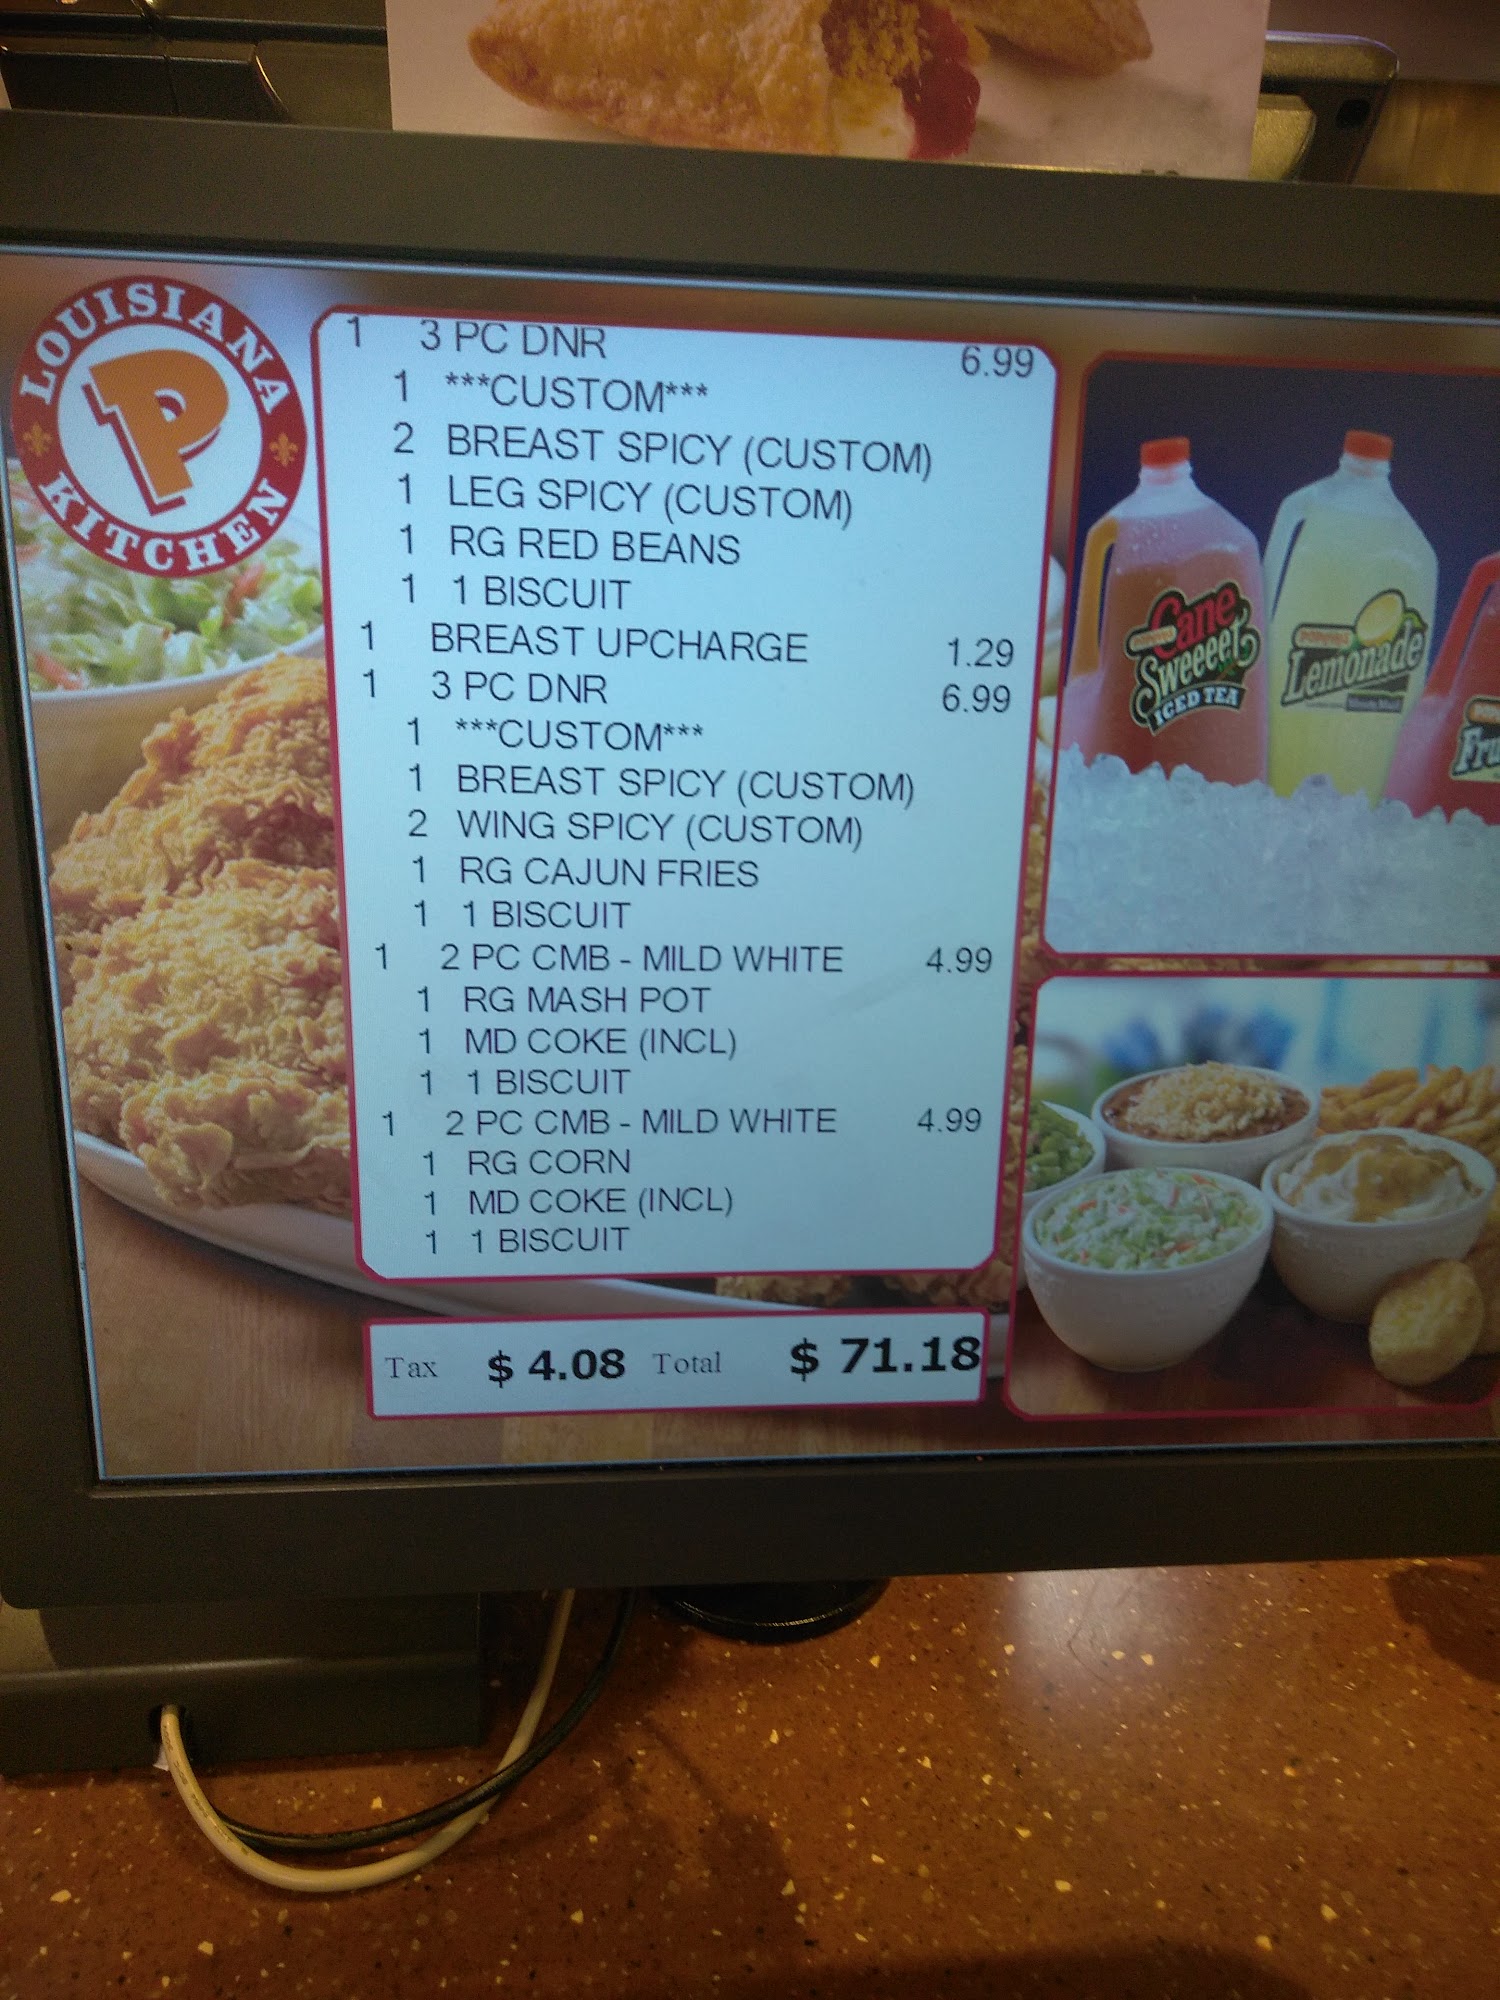 LOUISIANA
P
KITCHEN
1 3 PC DNR 6.99
1 ***CUSTOM***
2 BREAST SPICY (CUSTOM)
1 LEG SPICY (CUSTOM)
1 RG RED BEANS
1 1 BISCUIT
1 BREAST UPCHARGE 1.29
1 3 PC DNR 6.99
1 ***CUSTOM***
1 BREAST SPICY (CUSTOM)
2 WING SPICY (CUSTOM)
1 RG CAJUN FRIES
1 1 BISCUIT
1 2 PC CMB - MILD WHITE 4.99
1 RG MASH POT
1 MD COKE (INCL)
1 1 BISCUIT
1 2 PC CMB - MILD WHITE 4.99
1 RG CORN
1 MD COKE (INCL)
1 1 BISCUIT
Tax $ 4.08 Total $ 71.18
Cane
Sweeeet
ICED TEA
Lemonade
Fru